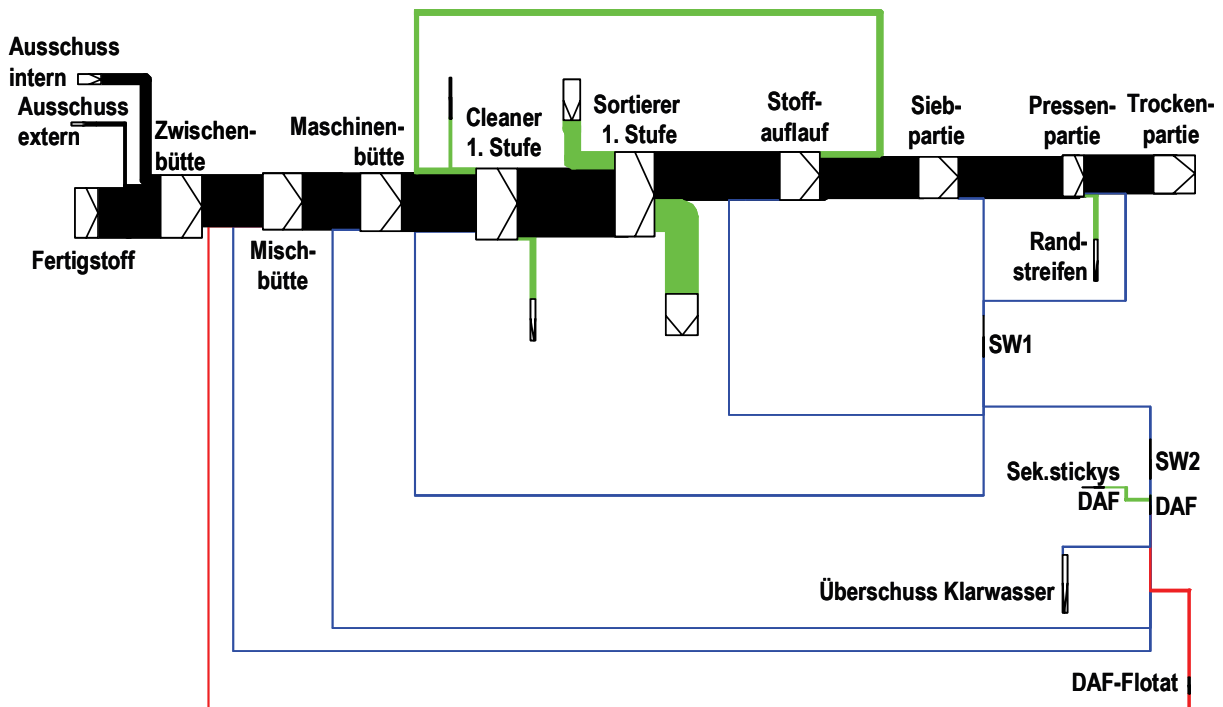 Ausschuss
intern
Ausschuss
extern
Zwischen-
bütte
Maschinen-
bütte
Cleaner
1. Stufe
Sortierer
1. Stufe
Stoff-
auflauf
Sieb-
partie
Pressen-
partie
Trocken-
partie
Fertigstoff
Misch-
bütte
Rand-
streifen
SW1
SW2
Sek.stickys
DAF
DAF
Überschuss Klarwasser
DAF-Flotat